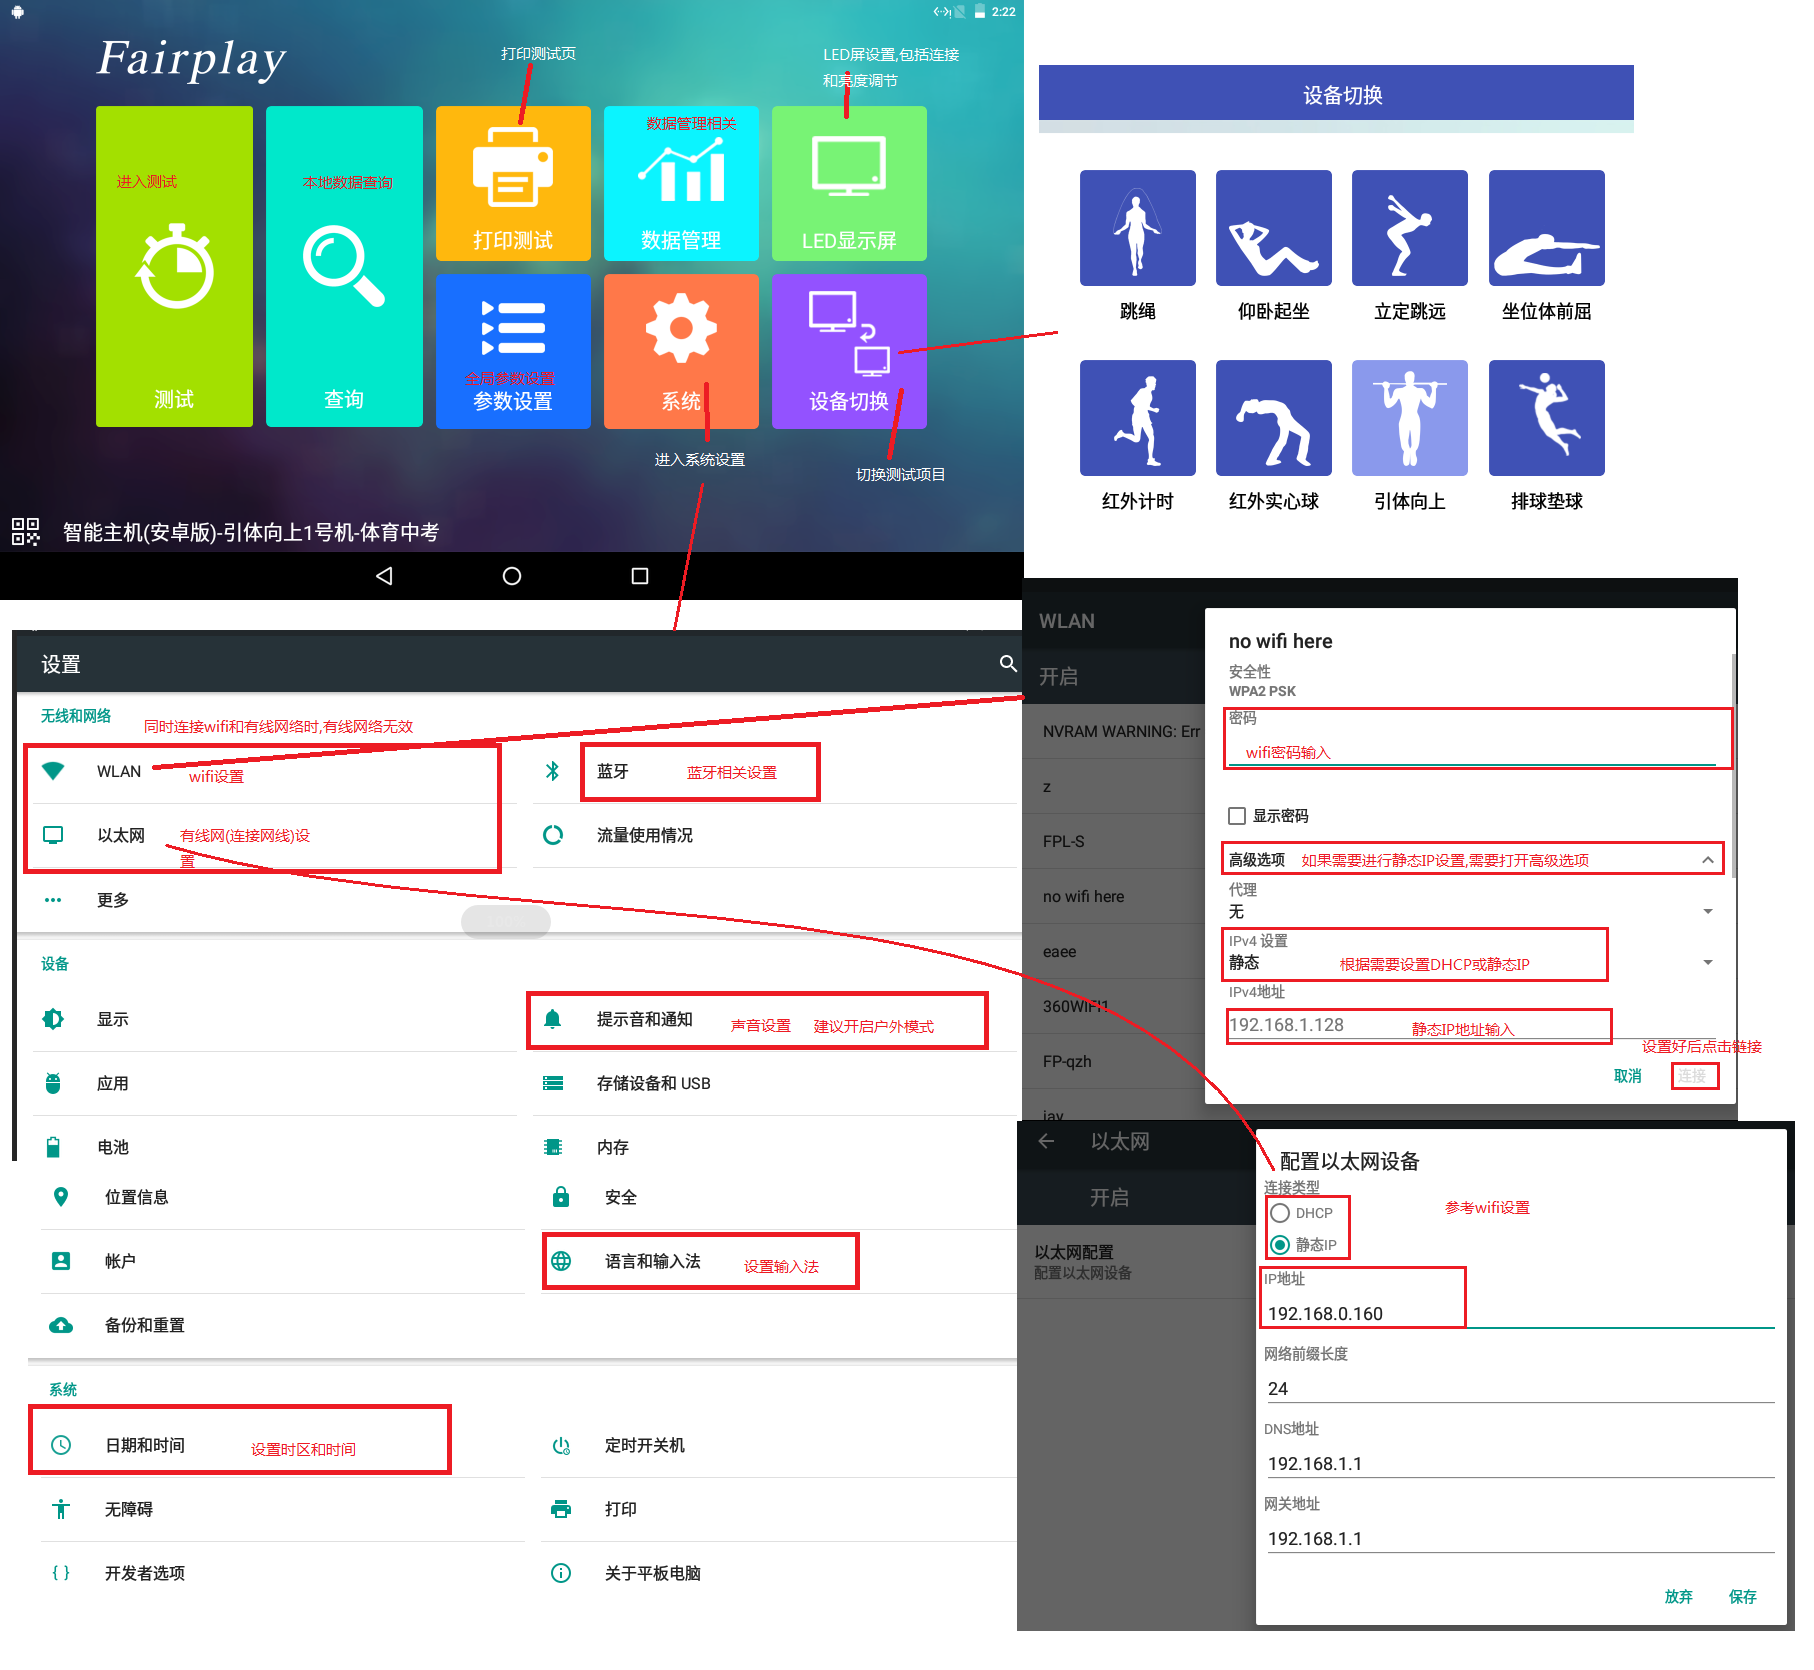 2:22
Fairplay
打印测试页
LED屏设置,包括连接
和亮度调节
进入测试
本地数据查询
数据管理相关
打印测试
数据管理
LED显示屏
全局参数设置
测试
查询
参数设置
系统
设备切换
进入系统设置
切换测试项目
智能主机(安卓版)-引体向上1号机-体育中考
设备切换
跳绳
仰卧起坐
立定跳远
坐位体前屈
红外计时
红外实心球
引体向上
排球垫球
设置
无线和网络
同时连接wifi和有线网络时,有线网络无效
WLAN
wifi设置
蓝牙
蓝牙相关设置
以太网
有线网(连接网线)设
置
流量使用情况
更多
设备
显示
提示音和通知
声音设置
建议开启户外模式
应用
存储设备和 USB
电池
内存
位置信息
安全
帐户
语言和输入法
设置输入法
备份和重置
系统
日期和时间
设置时区和时间
定时开关机
无障碍
打印
开发者选项
关于平板电脑
WLAN
开启
NVRAM WARNING: Err
z
FPL-S
no wifi here
eaee
360WIFI1
FP-qzh
jay
no wifi here
安全性
WPA2 PSK
密码
wifi密码输入
显示密码
高级选项
如果需要进行静态IP设置,需要打开高级选项
代理
无
IPv4 设置
静态
根据需要设置DHCP或静态IP
IPv4地址
192.168.1.128
静态IP地址输入
设置好后点击链接
取消
连接
以太网
开启
以太网配置
配置以太网设备
配置以太网设备
连接类型
DHCP
参考wifi设置
静态IP
IP地址
192.168.0.160
网络前缀长度
24
DNS地址
192.168.1.1
网关地址
192.168.1.1
放弃
保存